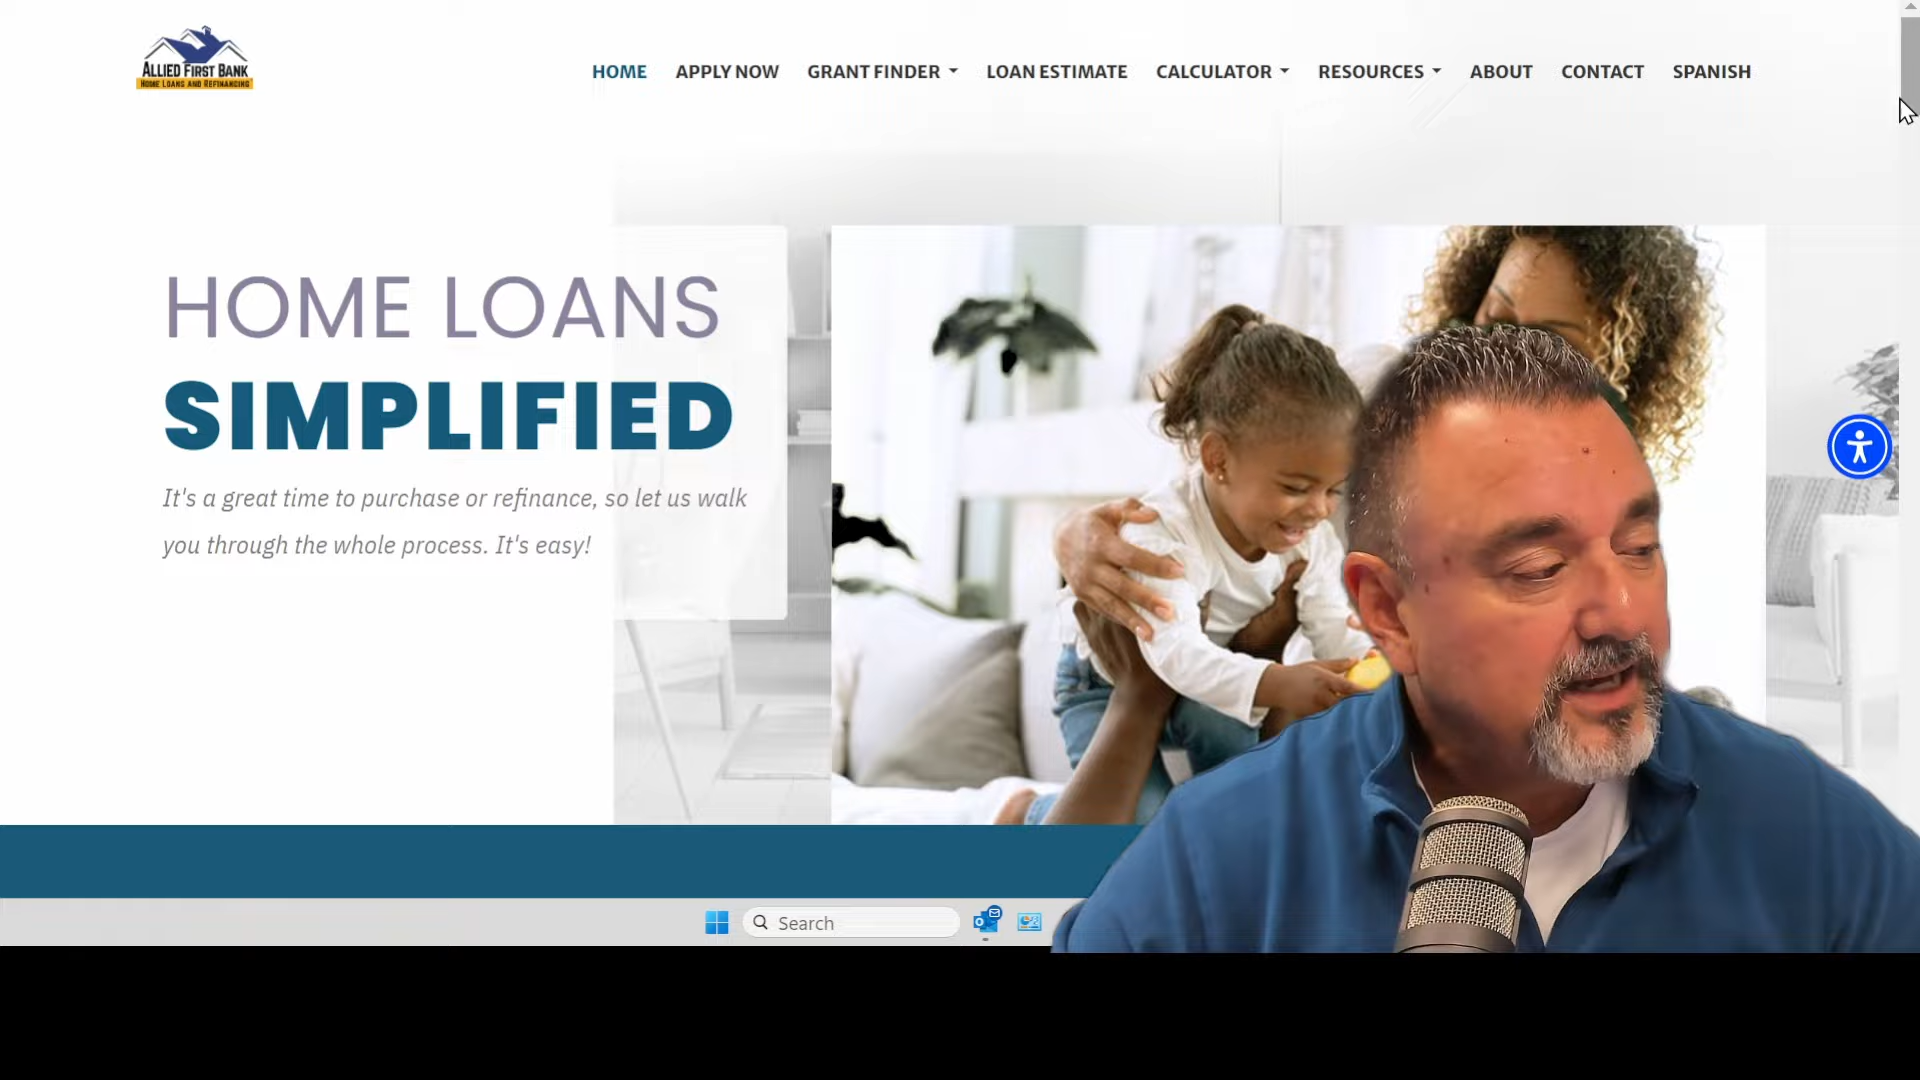 ALLIED FIRST BANK
HOME LOANS AND REFINANCING
HOME
APPLY NOW
GRANT FINDER
LOAN ESTIMATE
CALCULATOR
RESOURCES
ABOUT
CONTACT
SPANISH
HOME LOANS
SIMPLIFIED
It's a great time to purchase or refinance, so let us walk
you through the whole process. It's easy!
Search